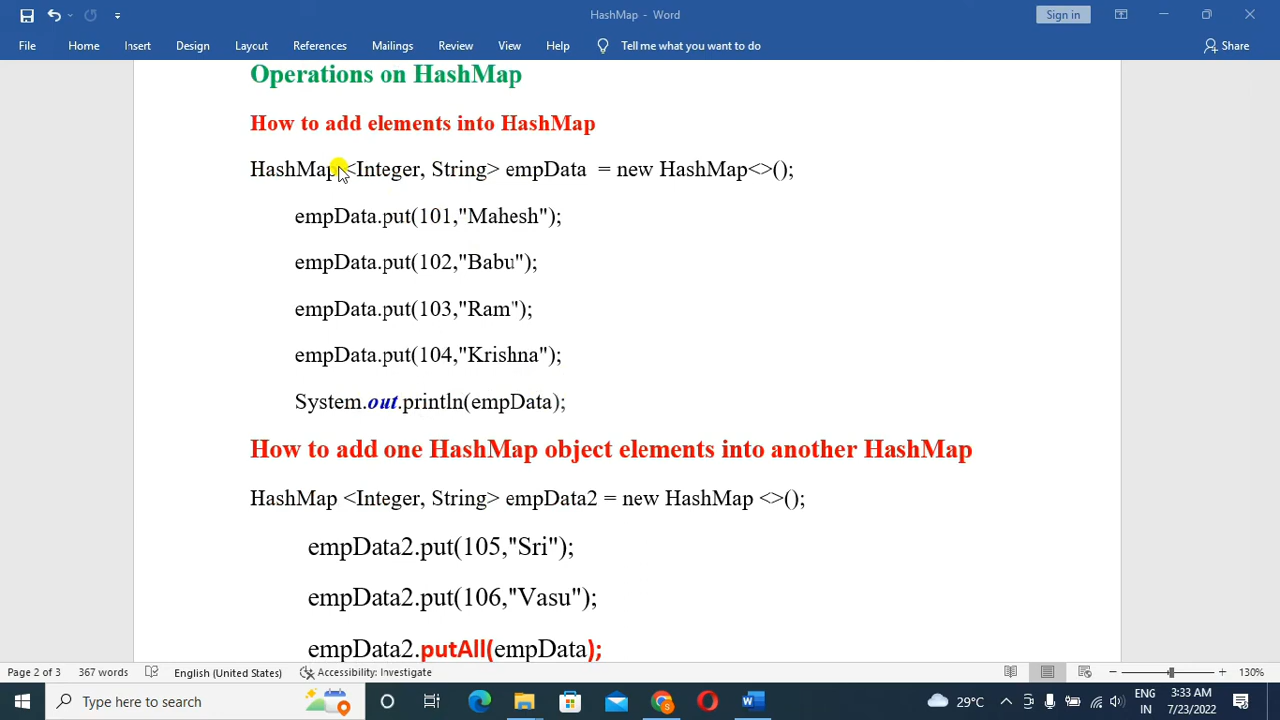 HashMap - Word
Sign in
File Home Insert Design Layout References Mailings Review View Help Tell me what you want to do Share
Operations on HashMap
How to add elements into HashMap
HashMap <Integer, String> empData = new HashMap<>();
empData.put(101,"Mahesh");
empData.put(102,"Babu");
empData.put(103,"Ram");
empData.put(104,"Krishna");
System.out.println(empData);
How to add one HashMap object elements into another HashMap
HashMap <Integer, String> empData2 = new HashMap <>();
empData2.put(105,"Sri");
empData2.put(106,"Vasu");
empData2.putAll(empData);
Page 2 of 3 367 words English (United States) Accessibility: Investigate 130%
Type here to search 29°C ENG 3:33 AM
IN 7/23/2022